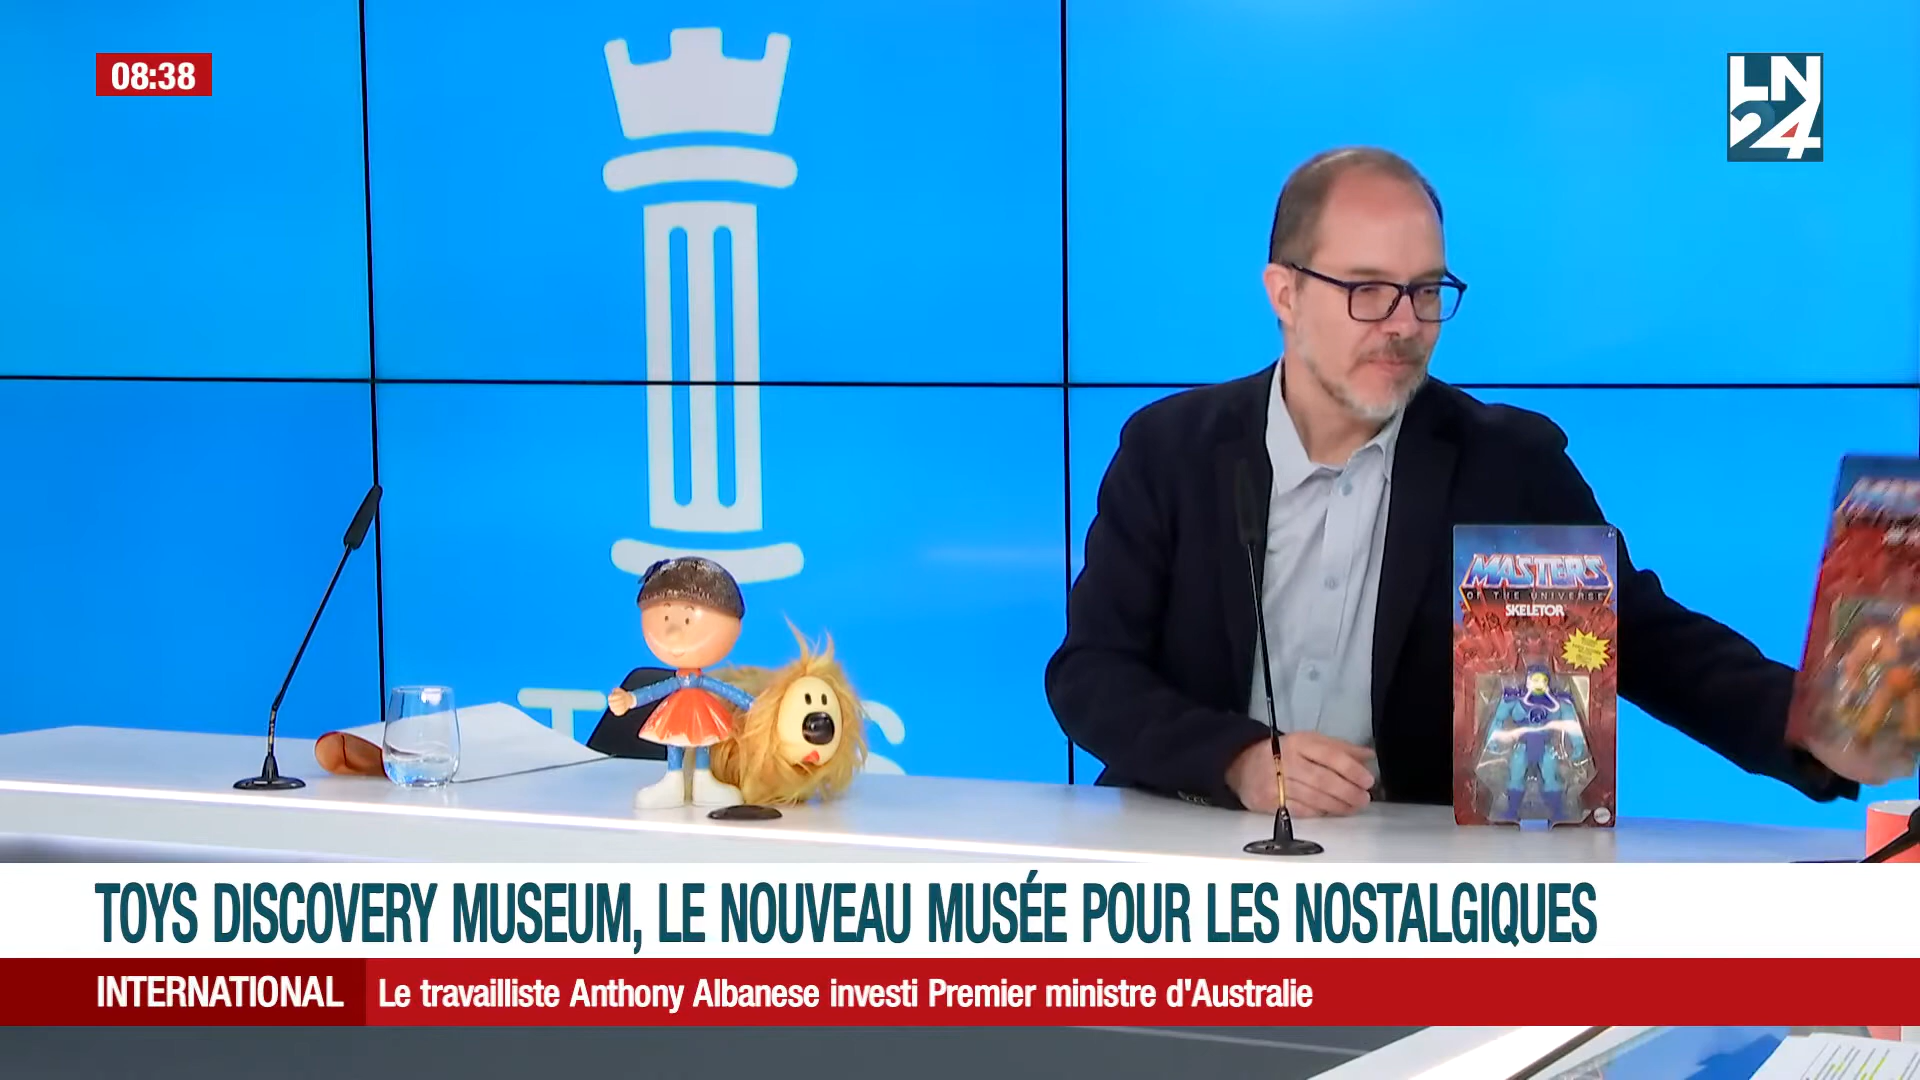 08:38
LN
24
MASTERS
OF THE UNIVERSE
SKELETOR
TOYS DISCOVERY MUSEUM, LE NOUVEAU MUSÉE POUR LES NOSTALGIQUES
INTERNATIONAL
Le travailliste Anthony Albanese investi Premier ministre d'Australie